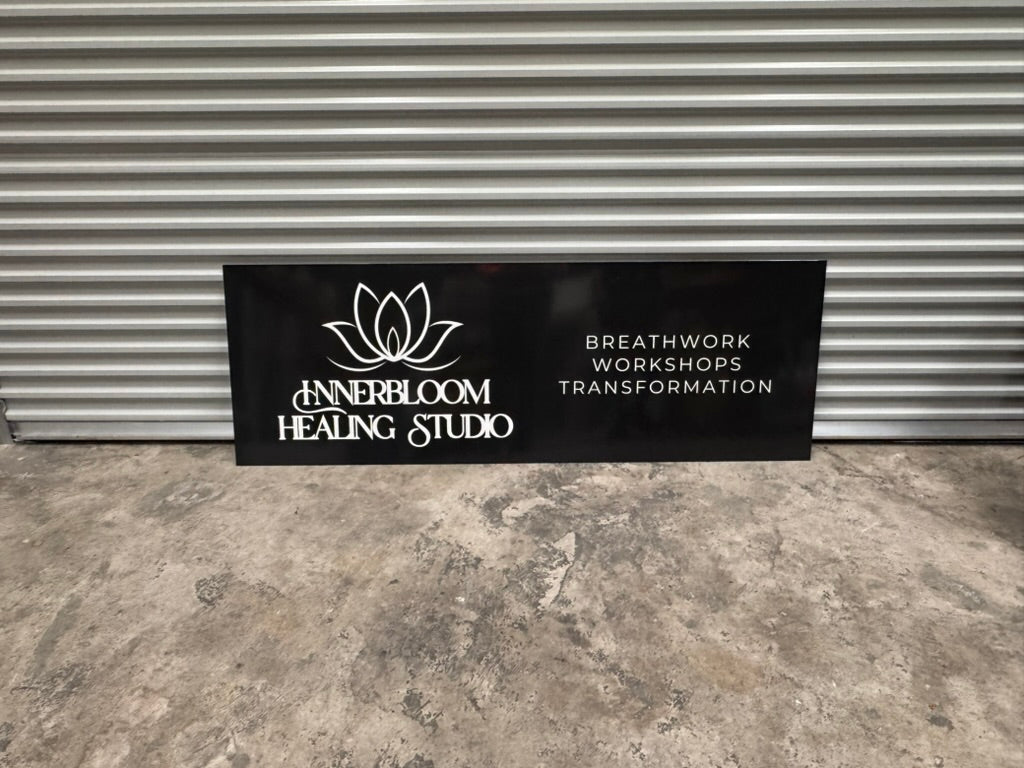 INNERBLOOM
HEALING STUDIO
BREATHWORK
WORKSHOPS
TRANSFORMATION